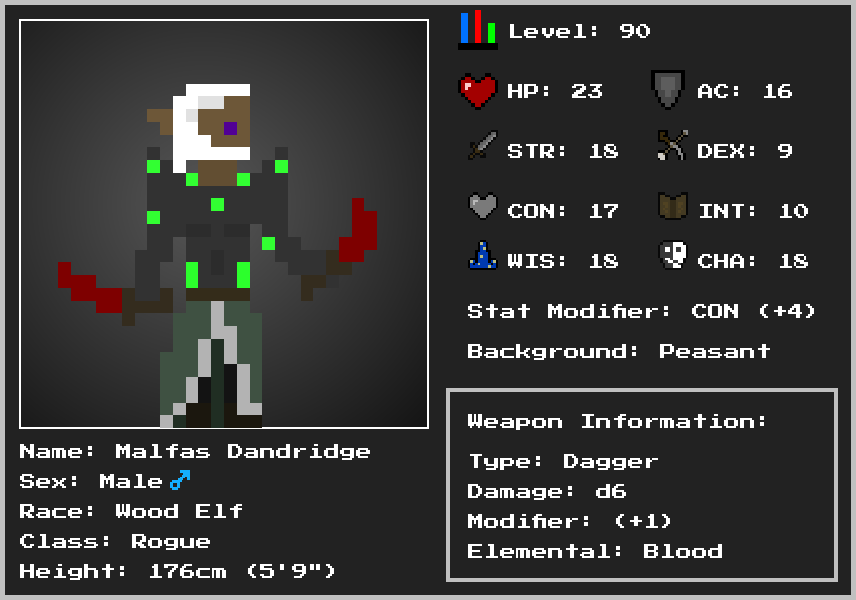 Level: 90
HP: 23 AC: 16
STR: 18 DEX: 9
CON: 17 INT: 10
WIS: 18 CHA: 18
Stat Modifier: CON (+4)
Background: Peasant
Weapon Information:
Type: Dagger
Damage: d6
Modifier: (+1)
Elemental: Blood
Name: Malfas Dandridge
Sex: Male ♂
Race: Wood Elf
Class: Rogue
Height: 176cm (5'9")